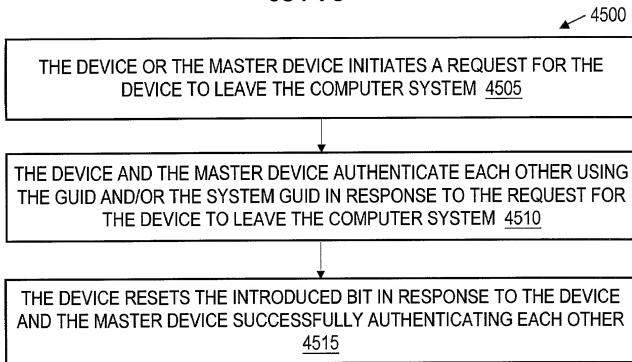 4500
THE DEVICE OR THE MASTER DEVICE INITIATES A REQUEST FOR THE
DEVICE TO LEAVE THE COMPUTER SYSTEM 4505
THE DEVICE AND THE MASTER DEVICE AUTHENTICATE EACH OTHER USING
THE GUID AND/OR THE SYSTEM GUID IN RESPONSE TO THE REQUEST FOR
THE DEVICE TO LEAVE THE COMPUTER SYSTEM 4510
THE DEVICE RESETS THE INTRODUCED BIT IN RESPONSE TO THE DEVICE
AND THE MASTER DEVICE SUCCESSFULLY AUTHENTICATING EACH OTHER
4515